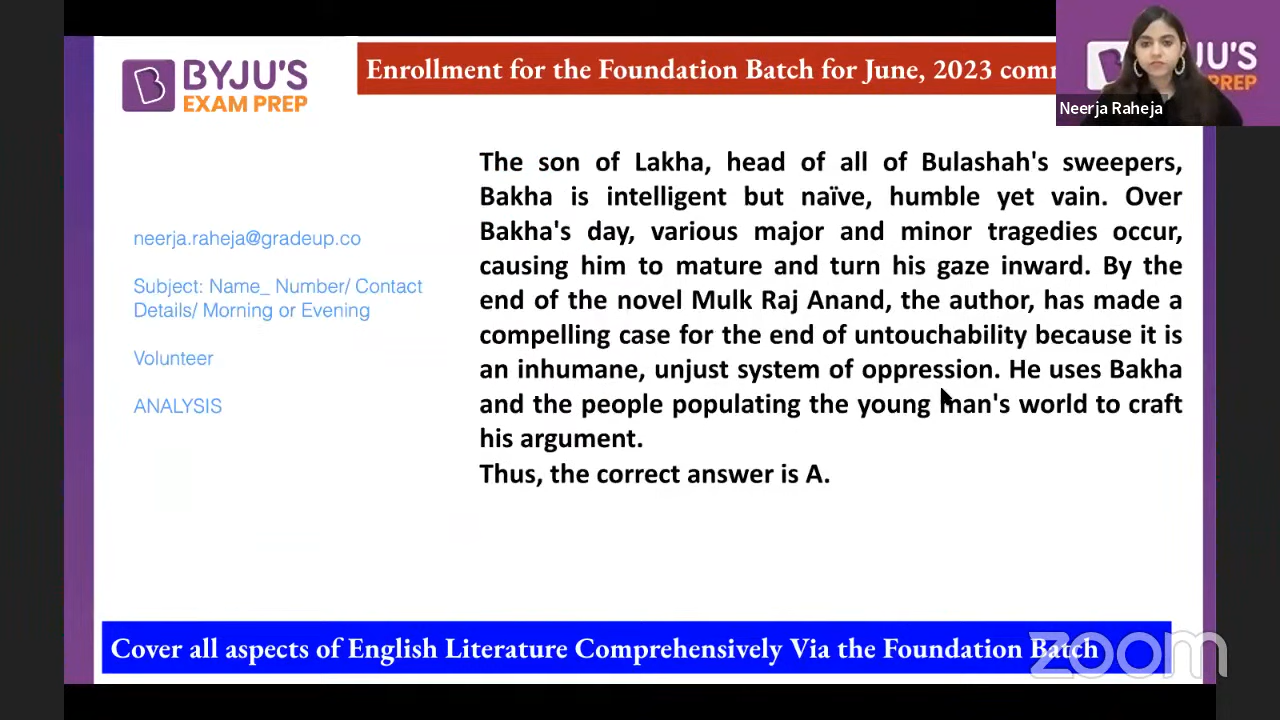 BYJU'S
EXAM PREP
Enrollment for the Foundation Batch for June, 2023
Neerja Raheja
The son of Lakha, head of all of Bulashah's sweepers,
Bakha is intelligent but naïve, humble yet vain. Over
Bakha's day, various major and minor tragedies occur,
causing him to mature and turn his gaze inward. By the
end of the novel Mulk Raj Anand, the author, has made a
compelling case for the end of untouchability because it is
an inhumane, unjust system of oppression. He uses Bakha
and the people populating the young man's world to craft
his argument.
Thus, the correct answer is A.
neerja.raheja@gradeup.co
Subject: Name_ Number/ Contact
Details/ Morning or Evening
Volunteer
ANALYSIS
Cover all aspects of English Literature Comprehensively Via the Foundation Batch
zoom